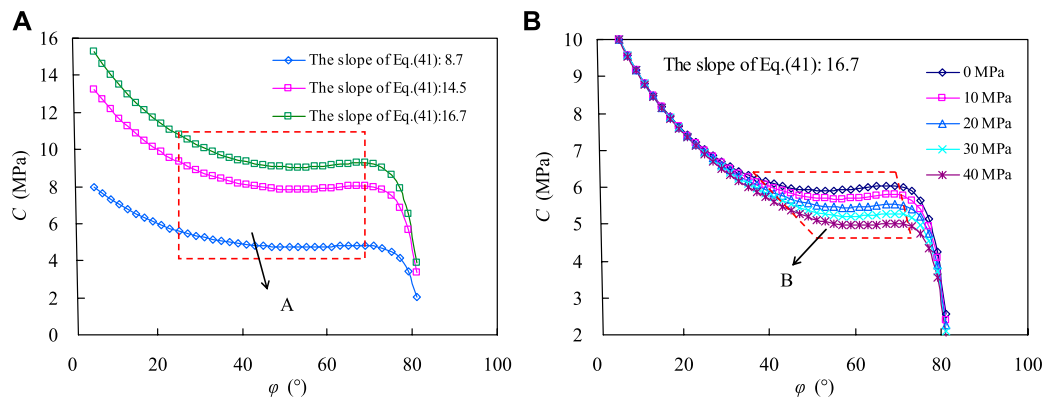 A
16
14
12
10
8
6
4
2
0
C (MPa)
The slope of Eq.(41): 8.7
The slope of Eq.(41):14.5
The slope of Eq.(41):16.7
A
0
20
40
60
80
100
φ (°)
B
10
9
8
7
6
5
4
3
2
C (MPa)
The slope of Eq.(41): 16.7
0 MPa
10 MPa
20 MPa
30 MPa
40 MPa
B
0
20
40
60
80
100
φ (°)